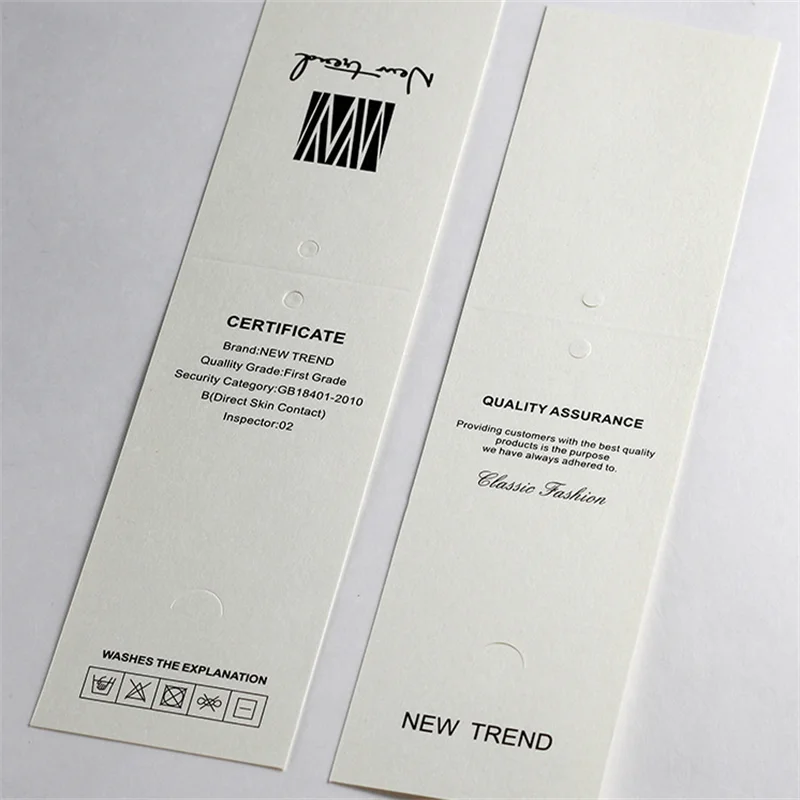 New trend
CERTIFICATE
Brand:NEW TREND
Quallity Grade:First Grade
Security Category:GB18401-2010
B(Direct Skin Contact)
Inspector:02
WASHES THE EXPLANATION
QUALITY ASSURANCE
Providing customers with the best quality
products is the purpose
we have always adhered to.
Classic Fashion
NEW TREND